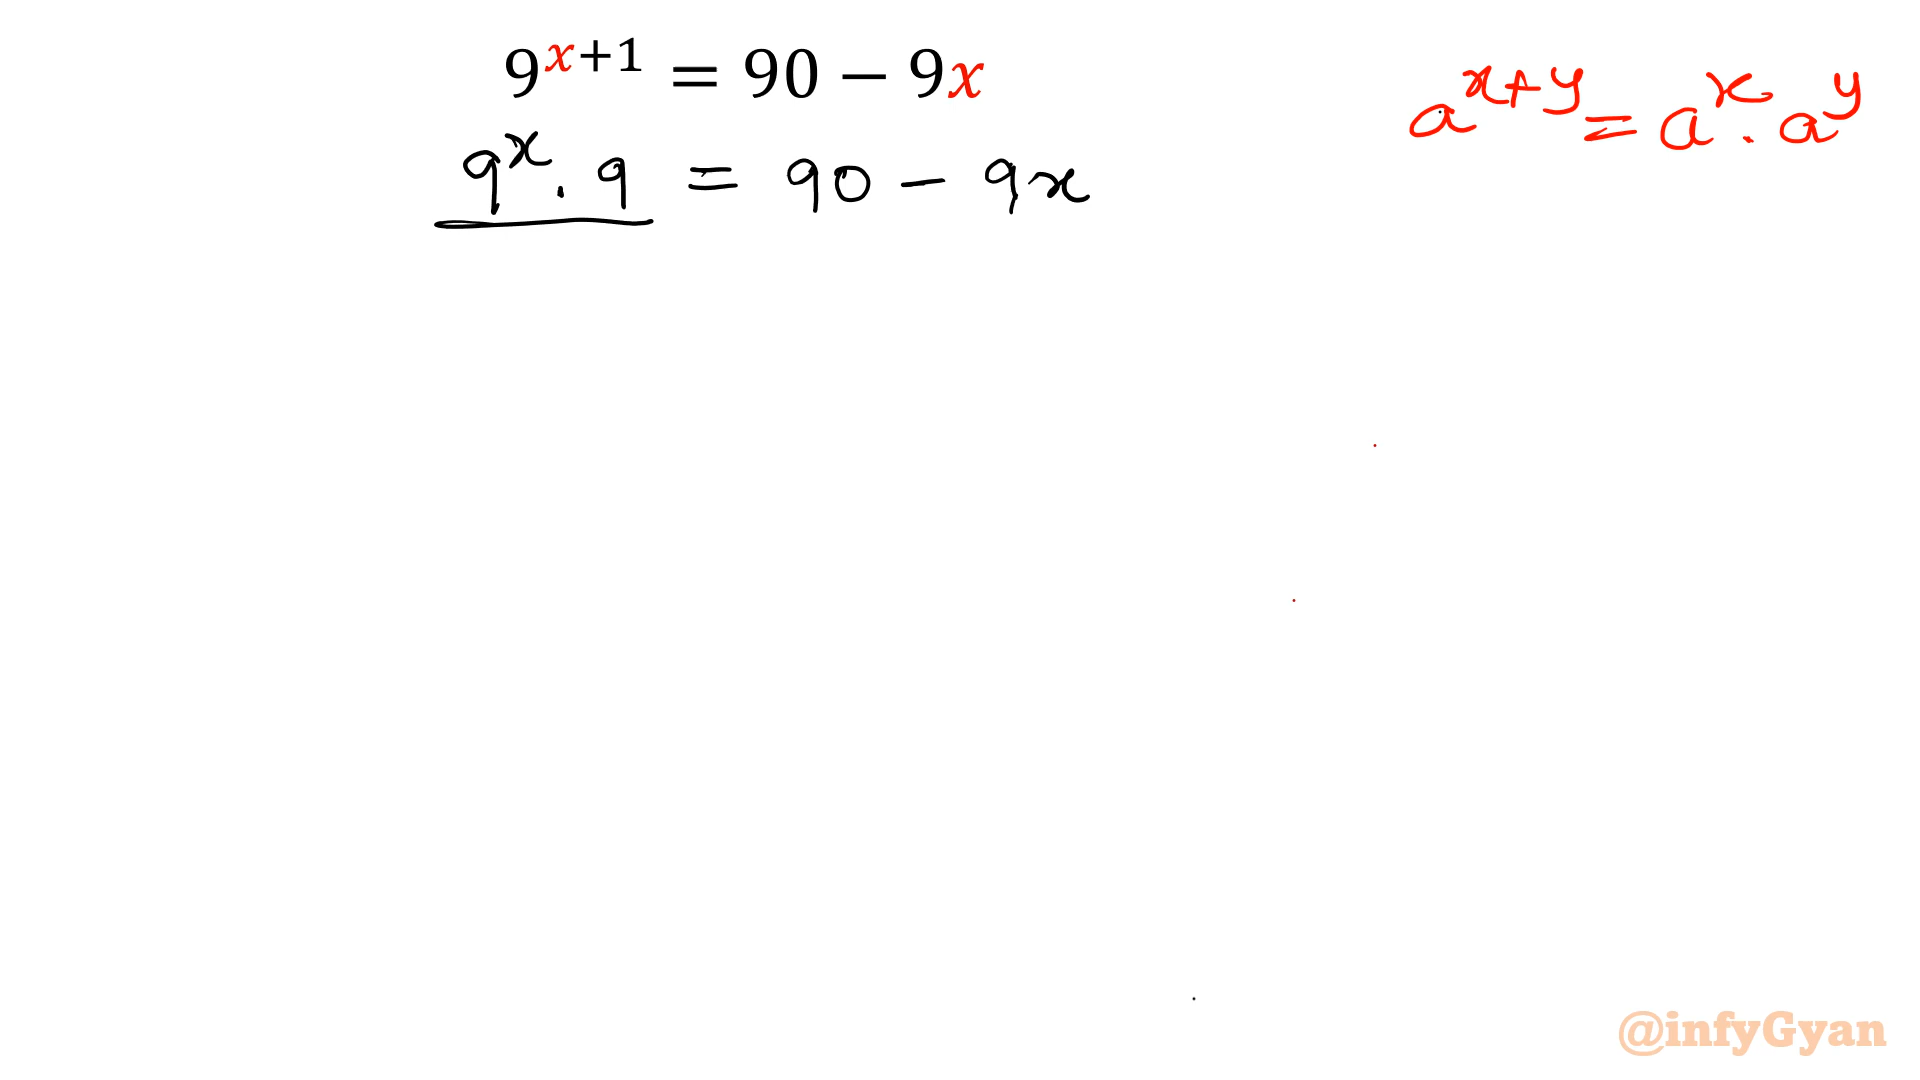 9^{x+1} = 90 − 9x
9^x . 9 = 90 − 9x
a^{x+y} = a^x . a^y
@infyGyan